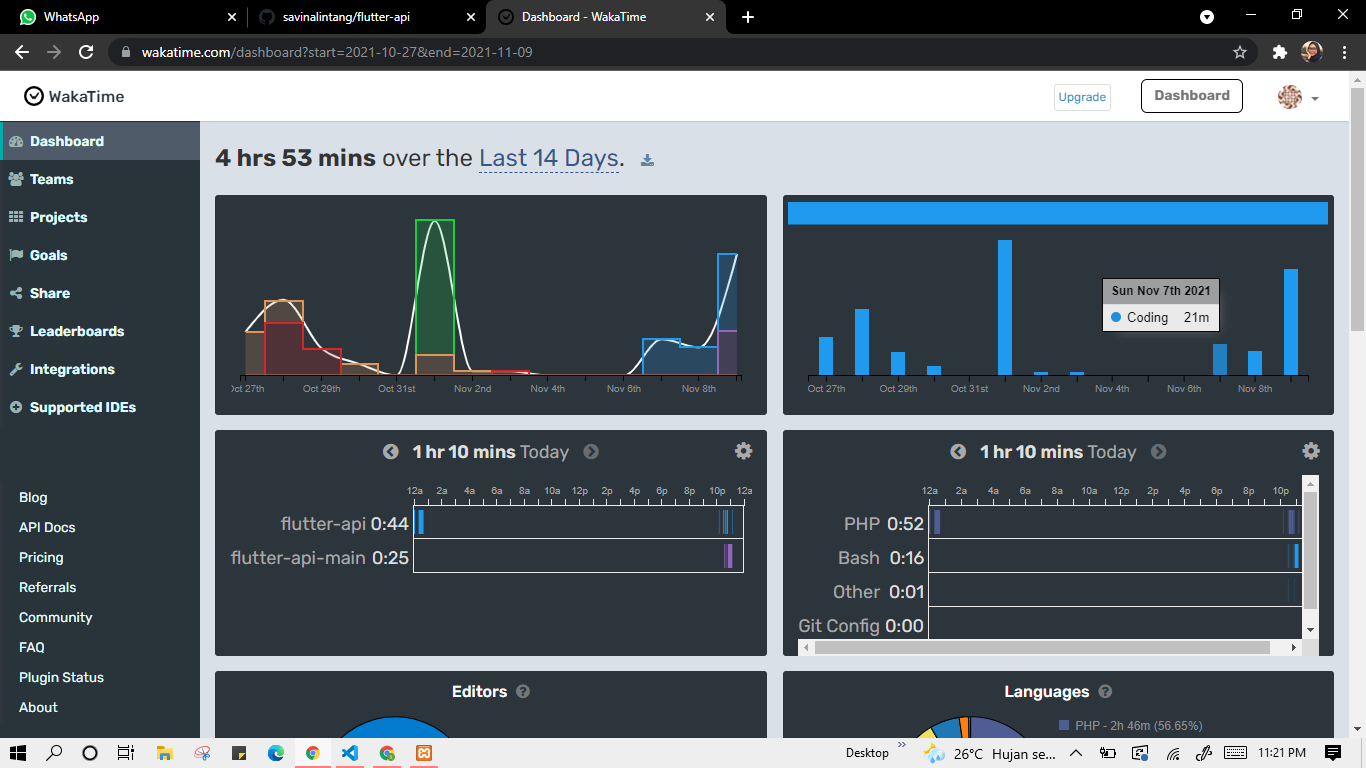 WhatsApp
savinalintang/flutter-api
Dashboard - WakaTime
wakatime.com/dashboard?start=2021-10-27&end=2021-11-09
WakaTime
Upgrade
Dashboard
Dashboard
Teams
Projects
Goals
Share
Leaderboards
Integrations
Supported IDEs
Blog
API Docs
Pricing
Referrals
Community
FAQ
Plugin Status
About
4 hrs 53 mins over the Last 14 Days.
Oct 27th Oct 29th Oct 31st Nov 2nd Nov 4th Nov 6th Nov 8th
Sun Nov 7th 2021
Coding 21m
Oct 27th Oct 29th Oct 31st Nov 2nd Nov 4th Nov 6th Nov 8th
1 hr 10 mins Today
12a 2a 4a 6a 8a 10a 12p 2p 4p 6p 8p 10p 12a
flutter-api 0:44
flutter-api-main 0:25
1 hr 10 mins Today
12a 2a 4a 6a 8a 10a 12p 2p 4p 6p 8p 10p
PHP 0:52
Bash 0:16
Other 0:01
Git Config 0:00
Editors
Languages
PHP - 2h 46m (56.65%)
Desktop
26°C Hujan se...
11:21 PM